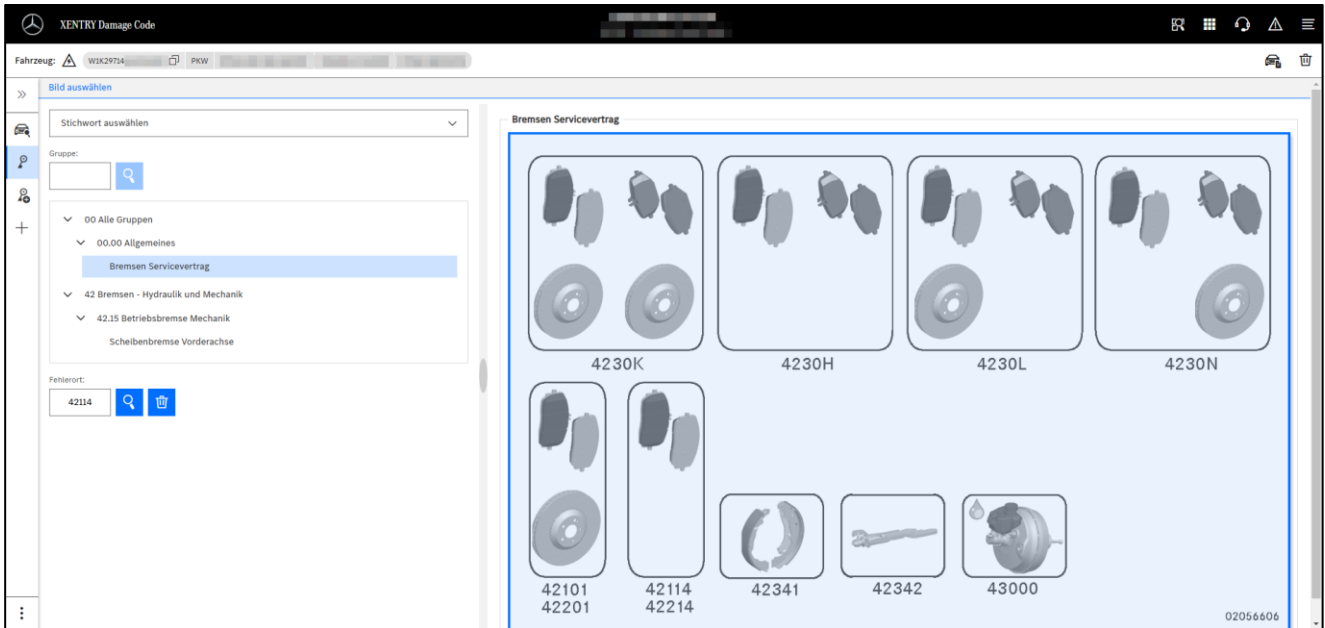 XENTRY Damage Code
Fahrzeug: W1K29714 PKW
Bild auswählen
Stichwort auswählen
Gruppe:
00 Alle Gruppen
00.00 Allgemeines
Bremsen Servicevertrag
42 Bremsen - Hydraulik und Mechanik
42.15 Betriebsbremse Mechanik
Scheibenbremse Vorderachse
Fehlerort:
42114
Bremsen Servicevertrag
4230K 4230H 4230L 4230N
42101 42114 42341 42342 43000
42201 42214
02056606